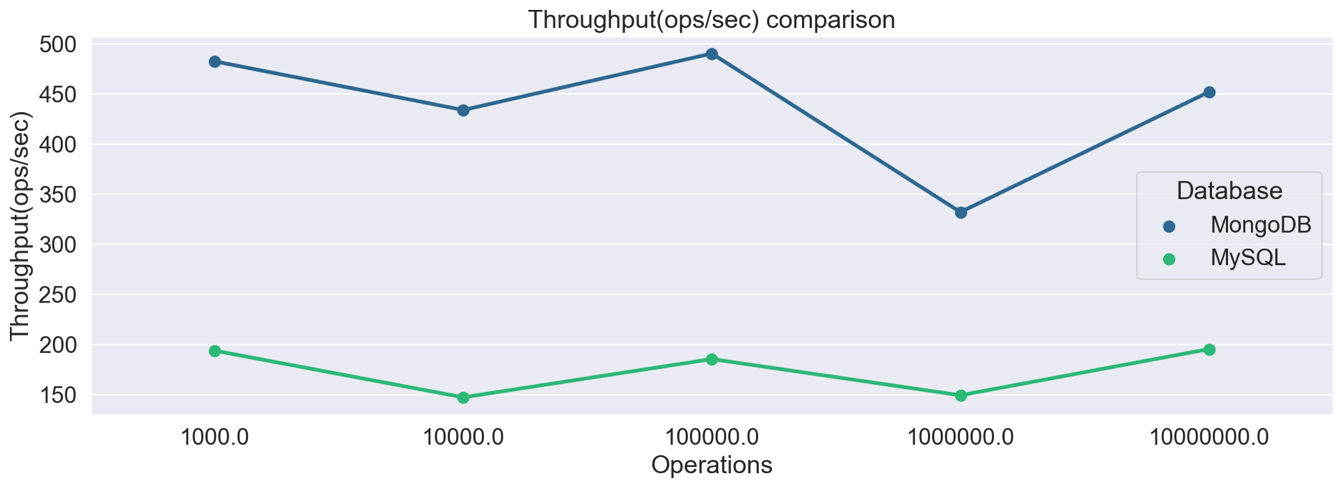 Throughput(ops/sec) comparison
Throughput(ops/sec)
500
450
400
350
300
250
200
150
Database
MongoDB
MySQL
1000.0 10000.0 100000.0 1000000.0 10000000.0
Operations